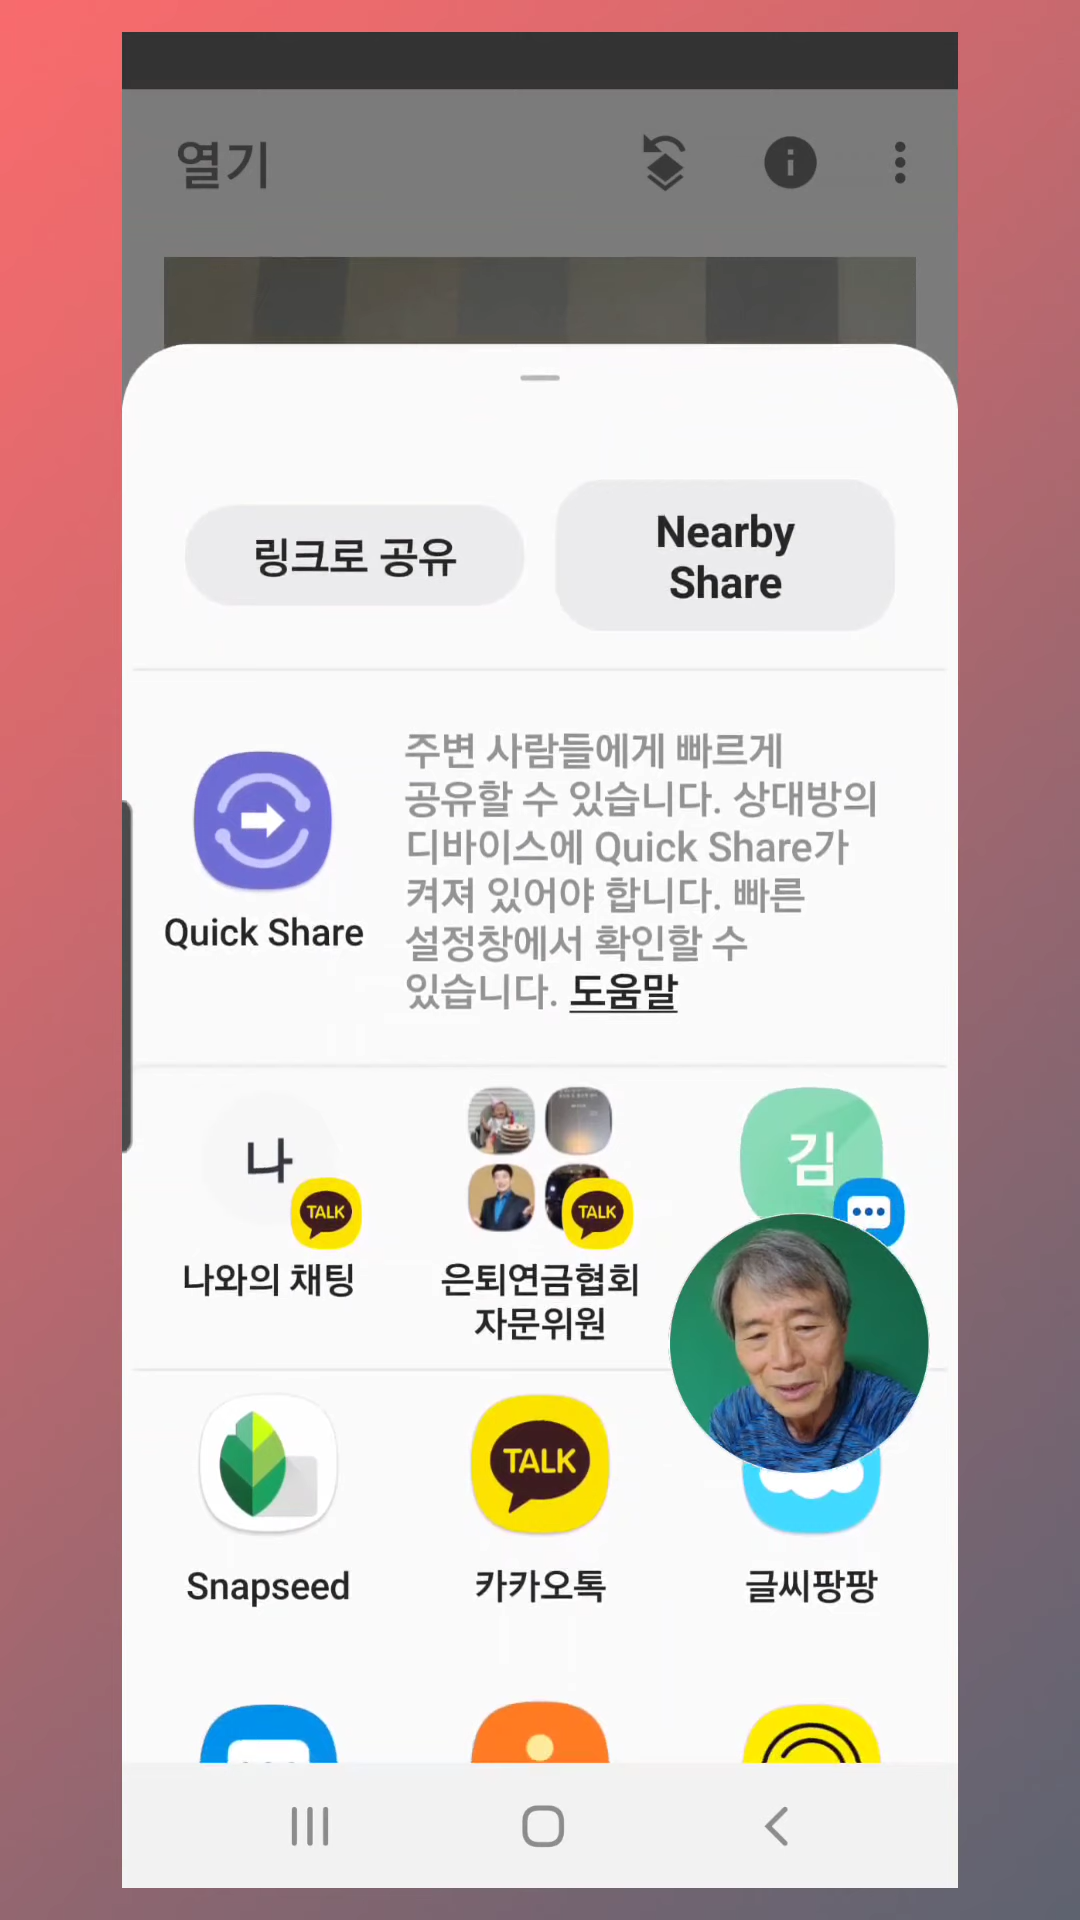 열기
링크로 공유
Nearby
Share
주변 사람들에게 빠르게
공유할 수 있습니다. 상대방의
디바이스에 Quick Share가
켜져 있어야 합니다. 빠른
설정창에서 확인할 수
있습니다. 도움말
Quick Share
나
TALK
TALK
김
나와의 채팅
은퇴연금협회
자문위원
TALK
Snapseed
카카오톡
글씨팡팡